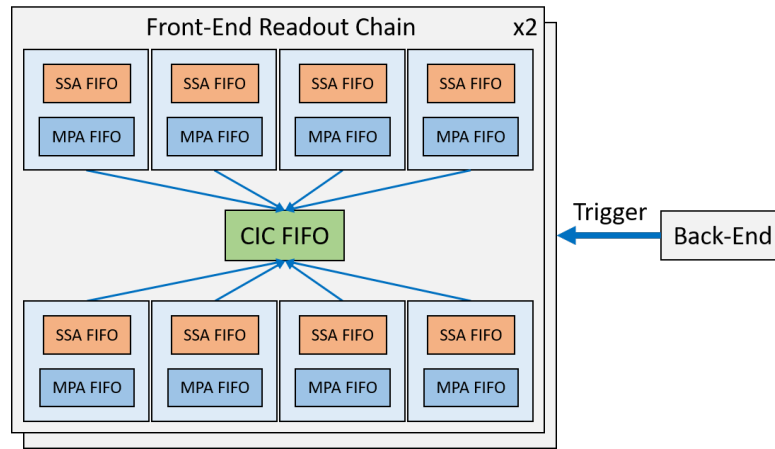 Front-End Readout Chain x2
SSA FIFO SSA FIFO SSA FIFO SSA FIFO
MPA FIFO MPA FIFO MPA FIFO MPA FIFO
CIC FIFO
Trigger
Back-End
SSA FIFO SSA FIFO SSA FIFO SSA FIFO
MPA FIFO MPA FIFO MPA FIFO MPA FIFO